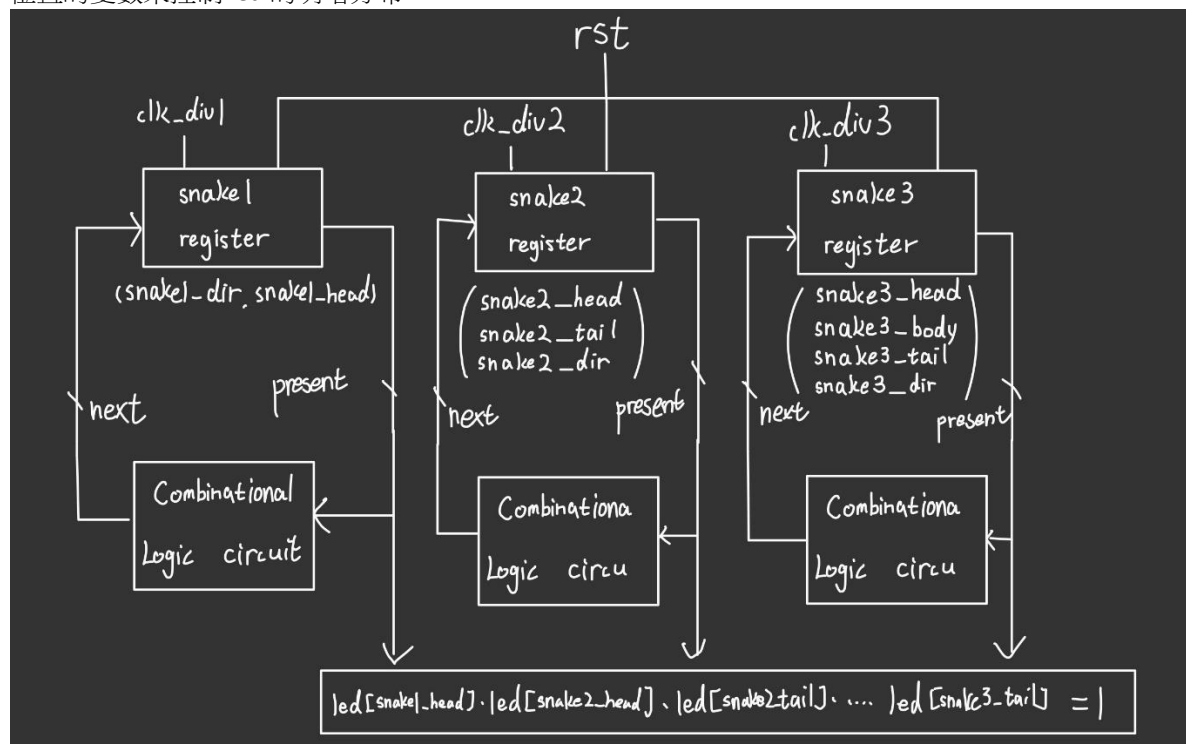 rst
clk_div1
clk_div2
clk_div3
snake1
register
snake2
register
snake3
register
(snake1_dir, snake1_head)
snake2_head
snake2_tail
snake2_dir
snake3_head
snake3_body
snake3_tail
snake3_dir
next
present
next
present
next
present
Combinational
Logic circuit
Combinationa
Logic circu
Combinationa
Logic circu
led[snake1_head]、led[snake2_head]、led[snake2tail]、.... led[snake3_tail] = 1